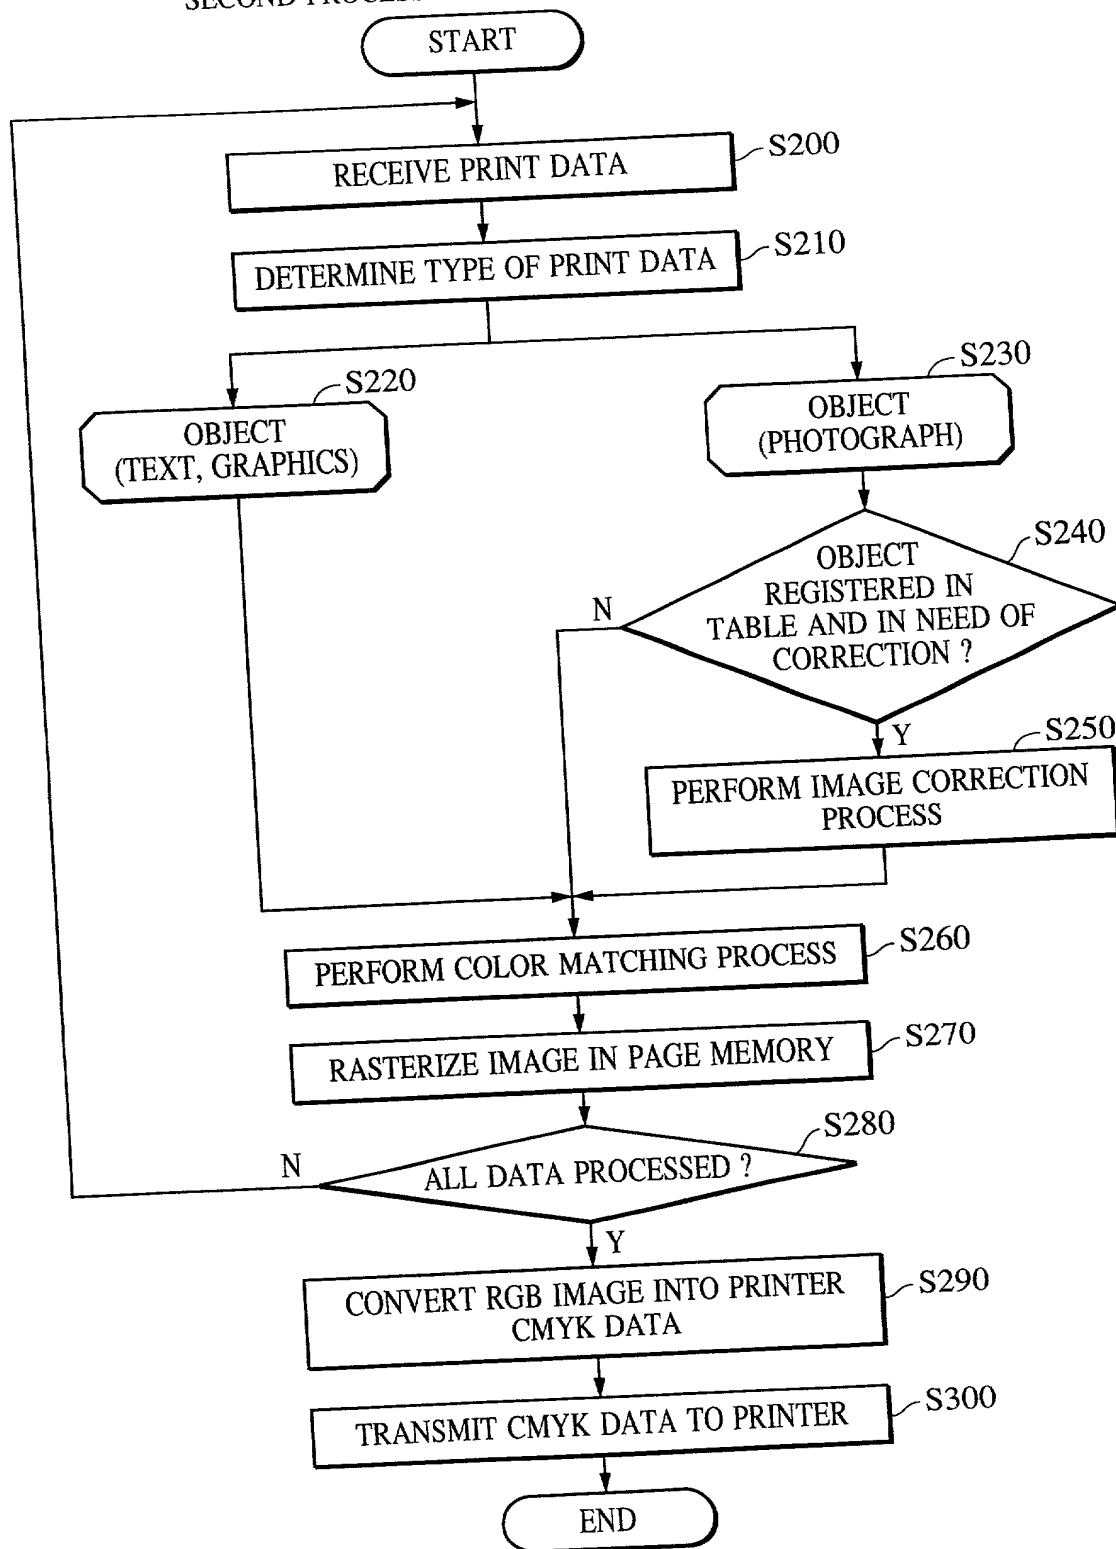 SECOND PROCESS
START
RECEIVE PRINT DATA
S200
DETERMINE TYPE OF PRINT DATA
S210
S220
OBJECT
(TEXT, GRAPHICS)
S230
OBJECT
(PHOTOGRAPH)
S240
OBJECT
REGISTERED IN
TABLE AND IN NEED OF
CORRECTION ?
N
Y
S250
PERFORM IMAGE CORRECTION
PROCESS
PERFORM COLOR MATCHING PROCESS
S260
RASTERIZE IMAGE IN PAGE MEMORY
S270
S280
ALL DATA PROCESSED ?
N
Y
CONVERT RGB IMAGE INTO PRINTER
CMYK DATA
S290
TRANSMIT CMYK DATA TO PRINTER
S300
END